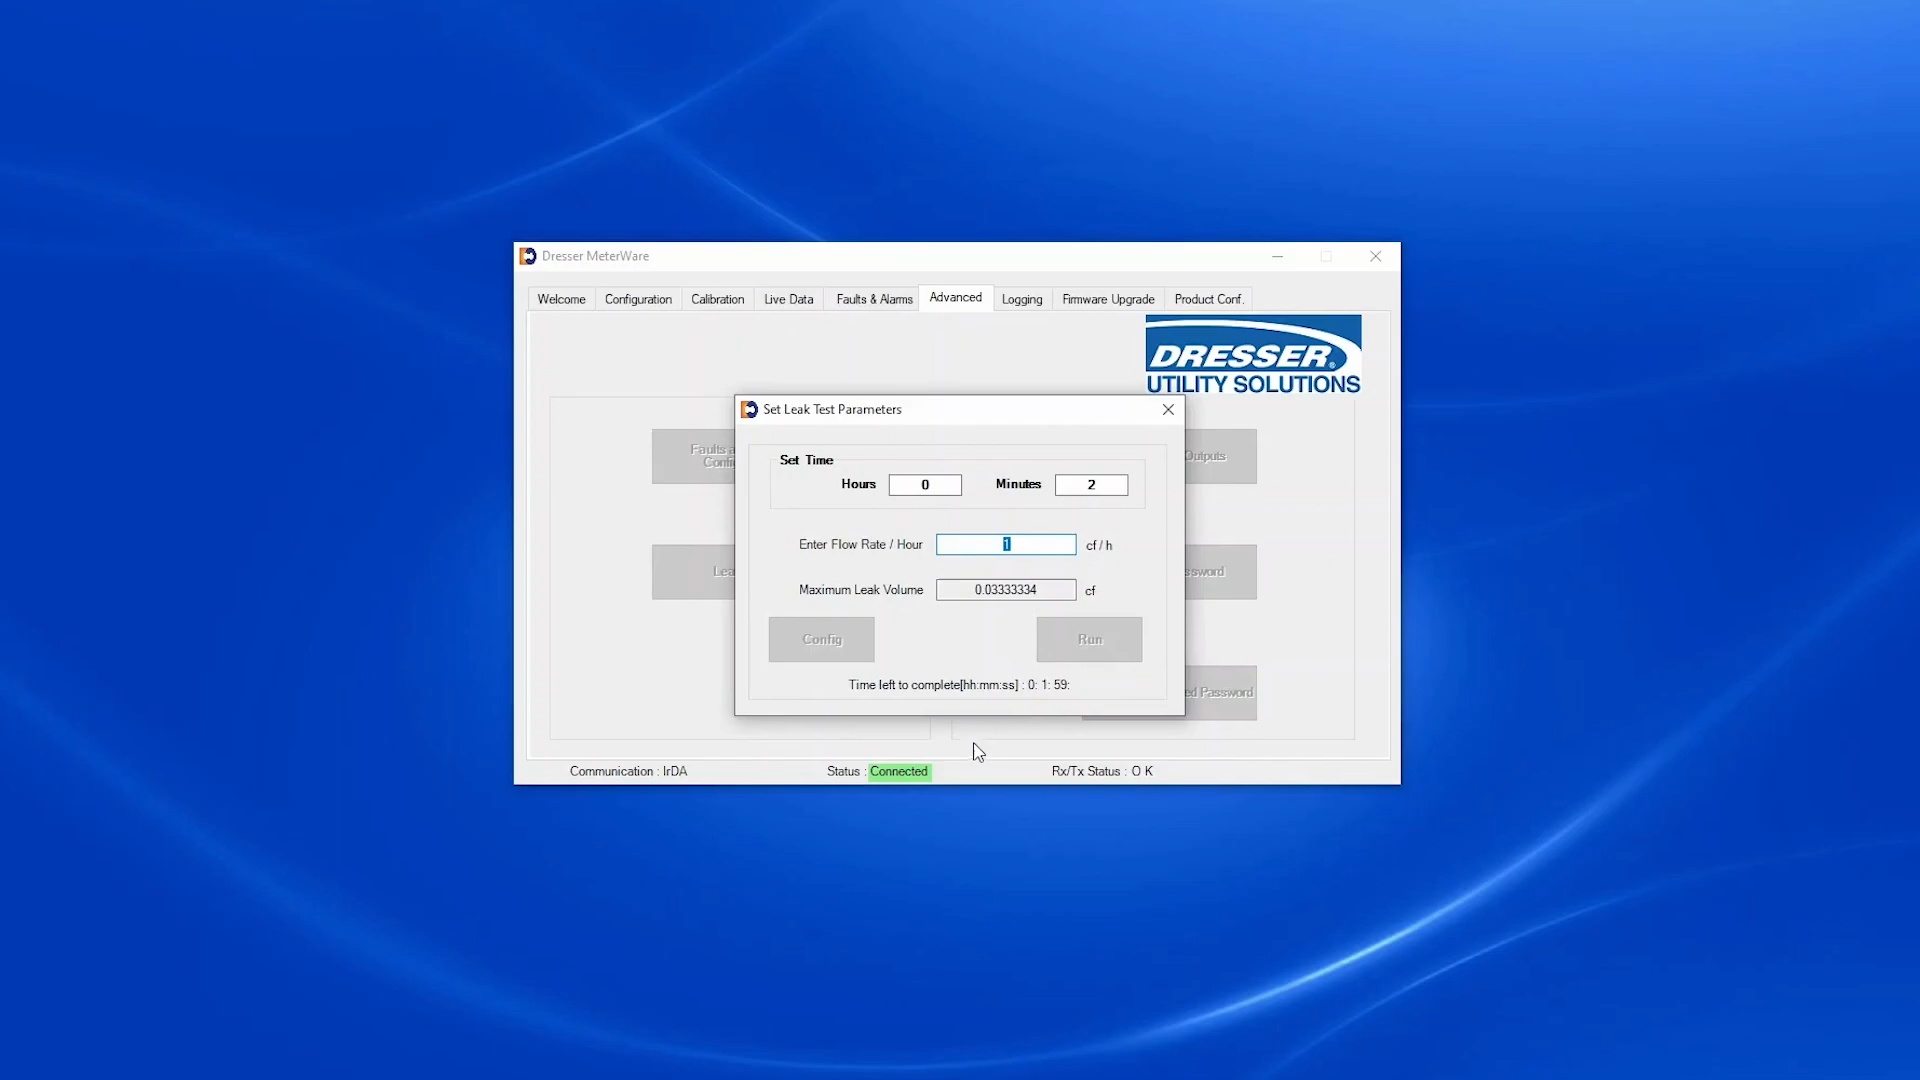 Dresser MeterWare
Welcome Configuration Calibration Live Data Faults & Alarms Advanced Logging Firmware Upgrade Product Conf.
DRESSER®
UTILITY SOLUTIONS
Set Leak Test Parameters
Faults
Outputs
Set Time
Hours 0 Minutes 2
Enter Flow Rate / Hour 1 cf / h
Maximum Leak Volume 0.03333334 cf
Config Run
Password
Time left to complete[hh:mm:ss] : 0: 1: 59:
Communication : IrDA Status : Connected Rx/Tx Status : O K